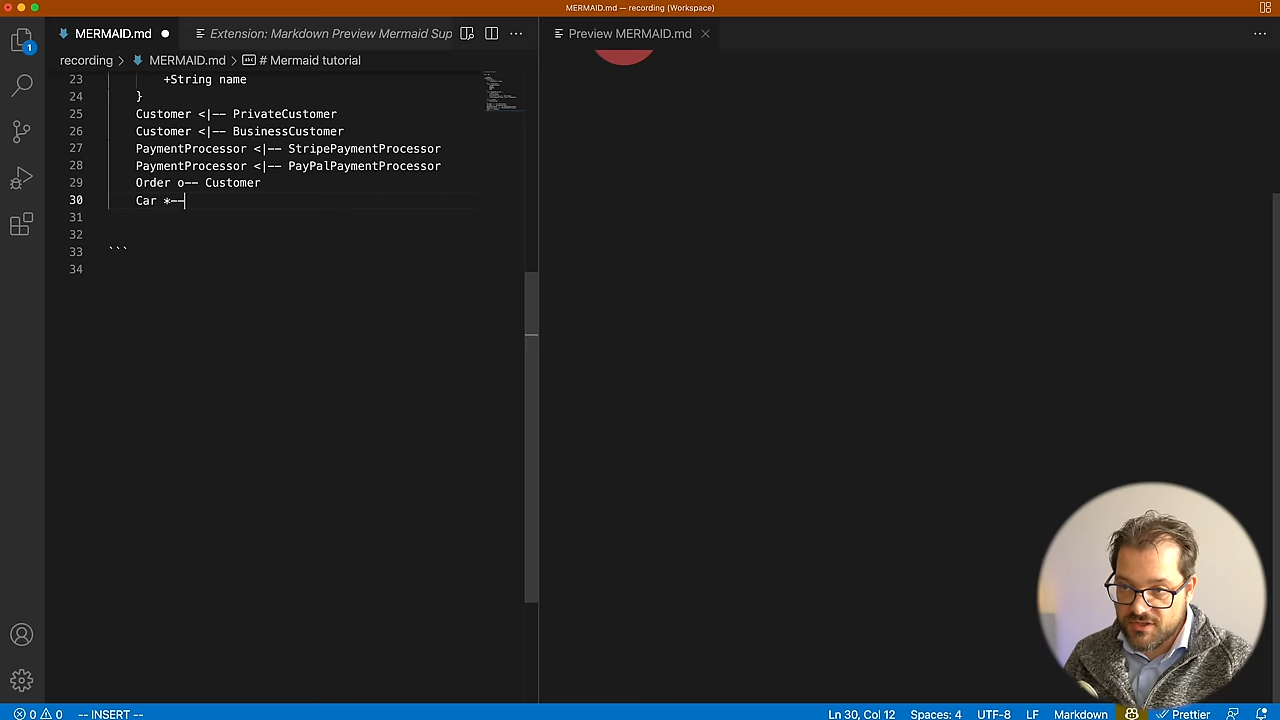 MERMAID.md — recording (Workspace)
MERMAID.md
Extension: Markdown Preview Mermaid Sup
Preview MERMAID.md
recording > MERMAID.md > # Mermaid tutorial
23 +String name
24 }
25 Customer <|-- PrivateCustomer
26 Customer <|-- BusinessCustomer
27 PaymentProcessor <|-- StripePaymentProcessor
28 PaymentProcessor <|-- PayPalPaymentProcessor
29 Order o-- Customer
30 Car *--
31
32
33 ```
34
1
0 0 -- INSERT --
Ln 30, Col 12 Spaces: 4 UTF-8 LF Markdown Prettier